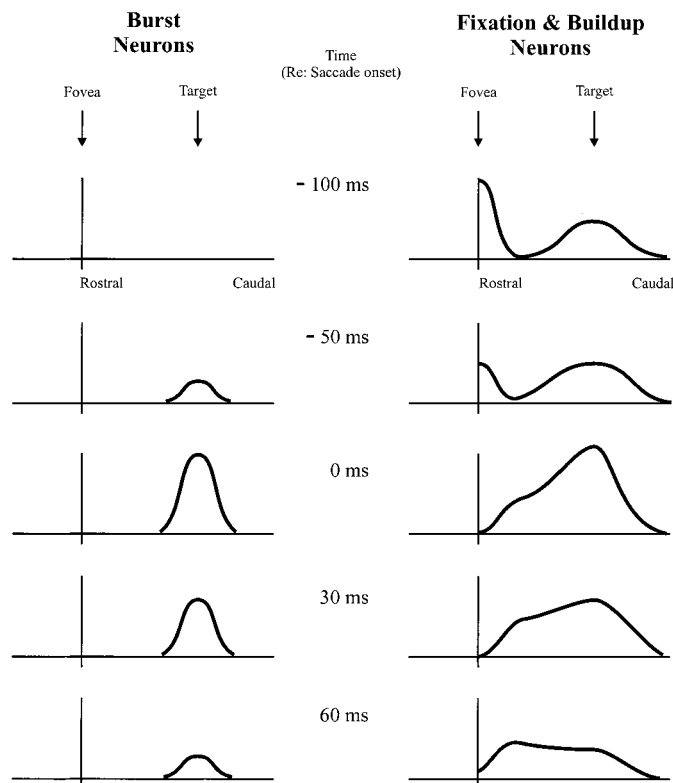 Burst
Neurons
Time
(Re: Saccade onset)
Fixation & Buildup
Neurons
Fovea
Target
Fovea
Target
- 100 ms
Rostral
Caudal
Rostral
Caudal
- 50 ms
0 ms
30 ms
60 ms